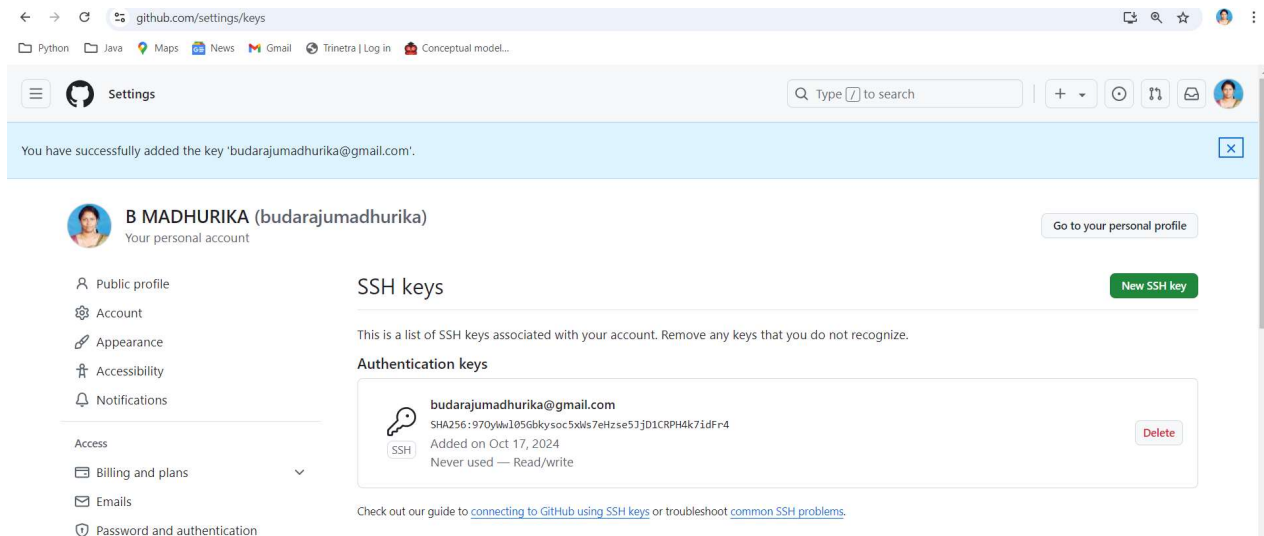 github.com/settings/keys
Python Java Maps News Gmail Trinetra | Log in Conceptual model...
Settings
Type / to search
You have successfully added the key 'budarajumadhurika@gmail.com'.
B MADHURIKA (budarajumadhurika)
Your personal account
Go to your personal profile
Public profile
Account
Appearance
Accessibility
Notifications
Access
Billing and plans
Emails
Password and authentication
SSH keys
New SSH key
This is a list of SSH keys associated with your account. Remove any keys that you do not recognize.
Authentication keys
budarajumadhurika@gmail.com
SHA256:97OyWwl05Gbkysoc5xWs7eHzse5JjD1CRPH4k7idFr4
SSH
Added on Oct 17, 2024
Never used — Read/write
Delete
Check out our guide to connecting to GitHub using SSH keys or troubleshoot common SSH problems.